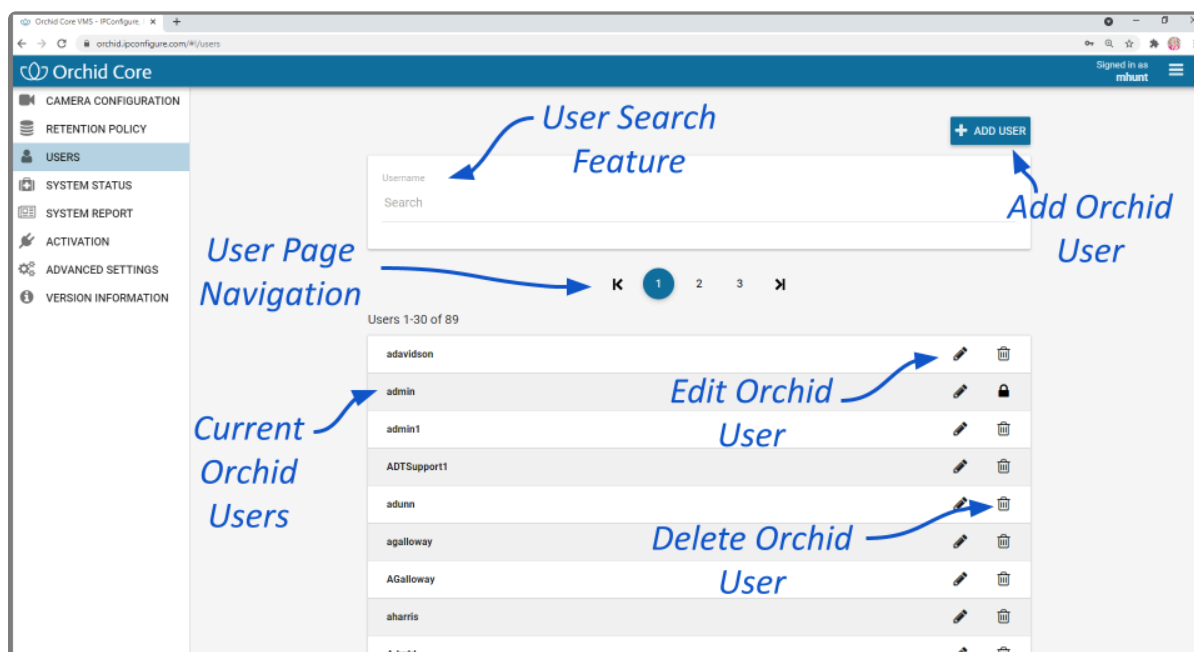 Orchid Core VMS - IPConfigure
orchid.ipconfigure.com/#!/users
Orchid Core
Signed in as
mhunt
CAMERA CONFIGURATION
RETENTION POLICY
USERS
SYSTEM STATUS
SYSTEM REPORT
ACTIVATION
ADVANCED SETTINGS
VERSION INFORMATION
User Search
Feature
ADD USER
Username
Search
Add Orchid
User
User Page
Navigation
1 2 3
Users 1-30 of 89
adavidson
admin
Edit Orchid
User
Current
Orchid
Users
admin1
ADTSupport1
adunn
Delete Orchid
User
agalloway
AGalloway
aharris